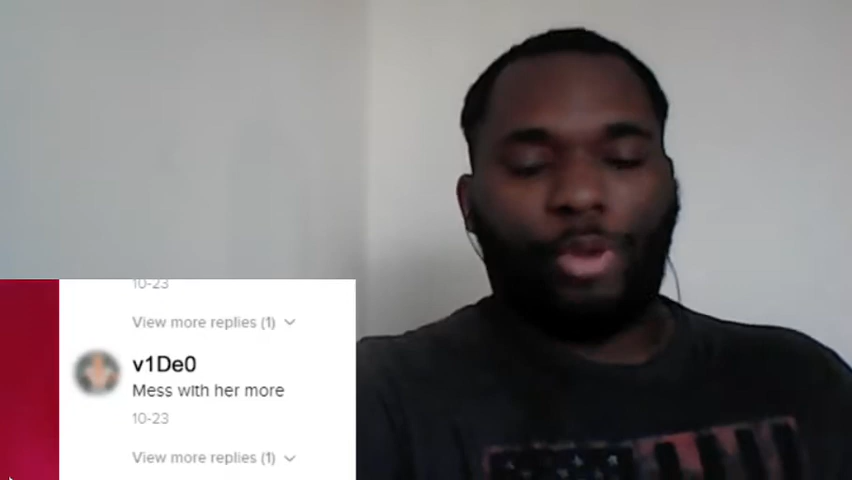 10-23
View more replies (1)
v1De0
Mess with her more
10-23
View more replies (1)